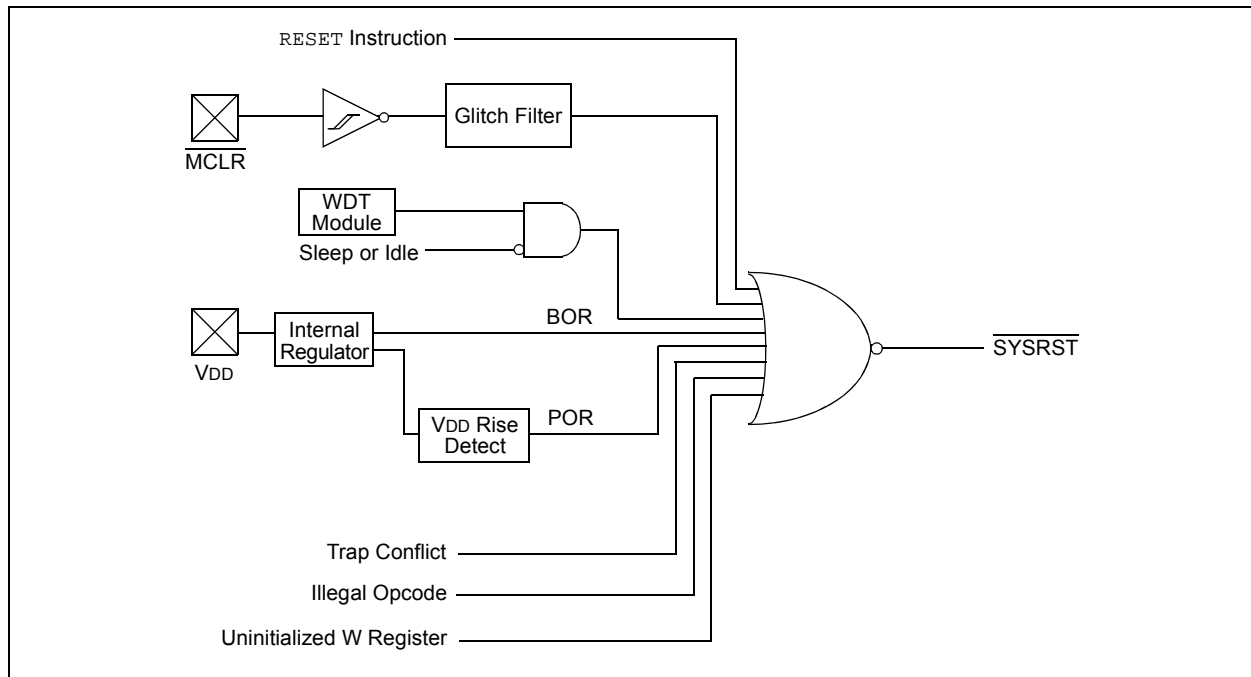 RESET Instruction
Glitch Filter
MCLR
WDT
Module
Sleep or Idle
VDD
Internal
Regulator
BOR
SYSRST
VDD Rise
Detect
POR
Trap Conflict
Illegal Opcode
Uninitialized W Register